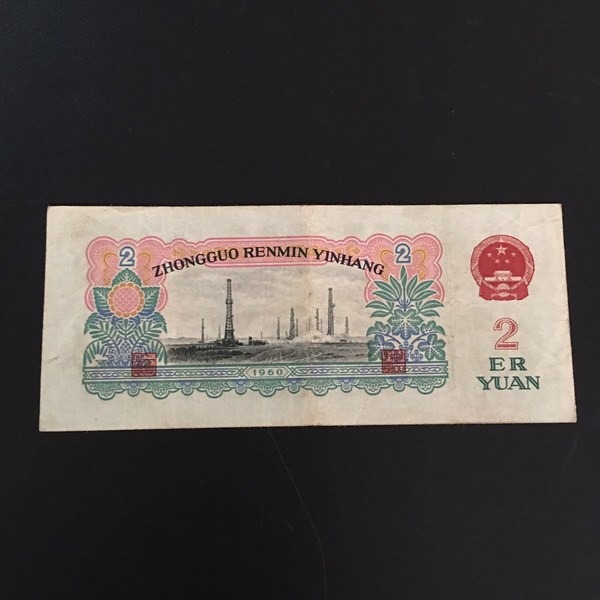 2
2
ZHONGGUO RENMIN YINHANG
1960
2
ER
YUAN